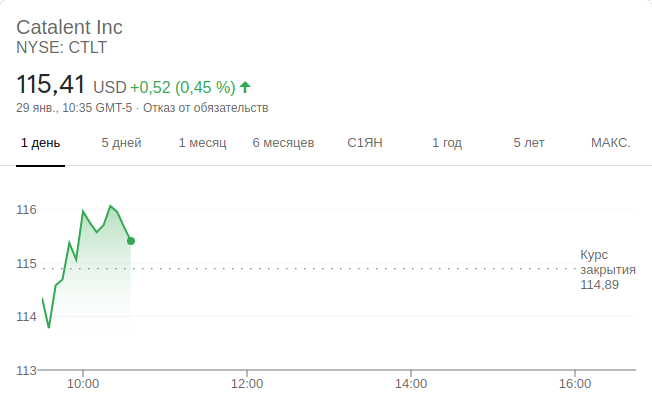 Catalent Inc
NYSE: CTLT
115,41 USD +0,52 (0,45 %)
29 янв., 10:35 GMT-5 · Отказ от обязательств
1 день 5 дней 1 месяц 6 месяцев С1ЯН 1 год 5 лет МАКС.
116
115
114
113
Курс
закрытия
114,89
10:00 12:00 14:00 16:00